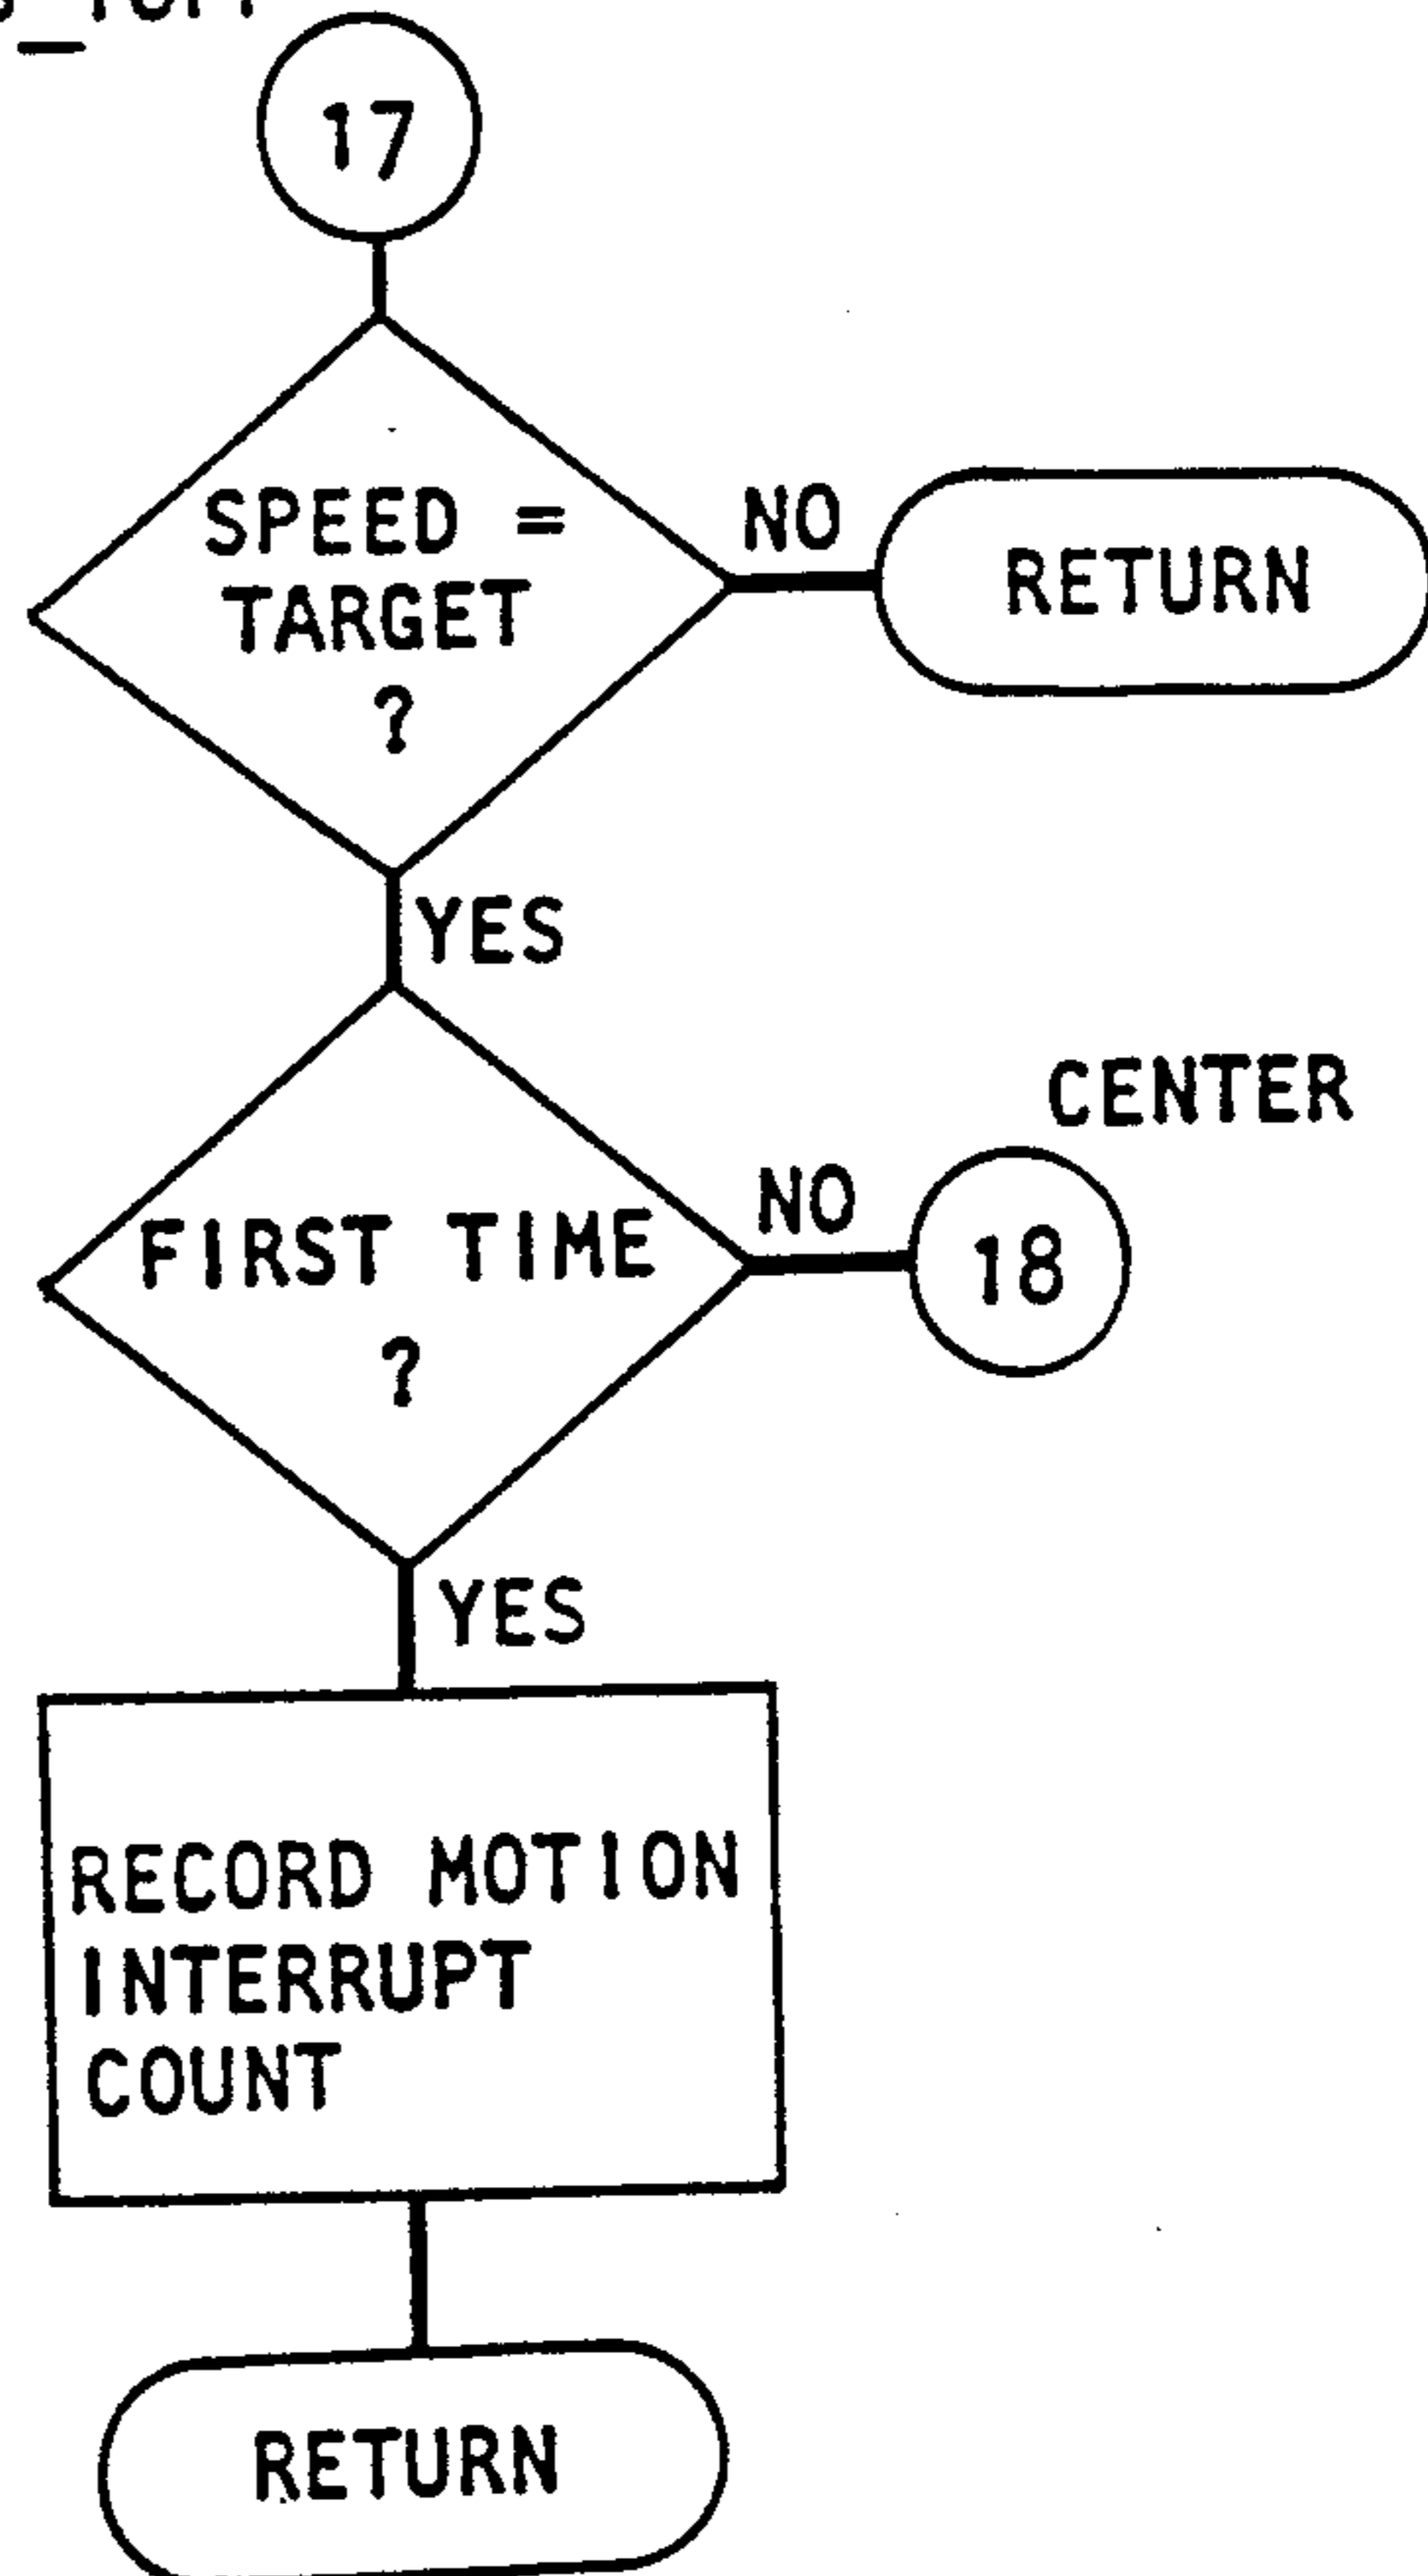 17
SPEED =
TARGET
?
NO
RETURN
YES
CENTER
FIRST TIME
?
NO
18
YES
RECORD MOTION
INTERRUPT
COUNT
RETURN